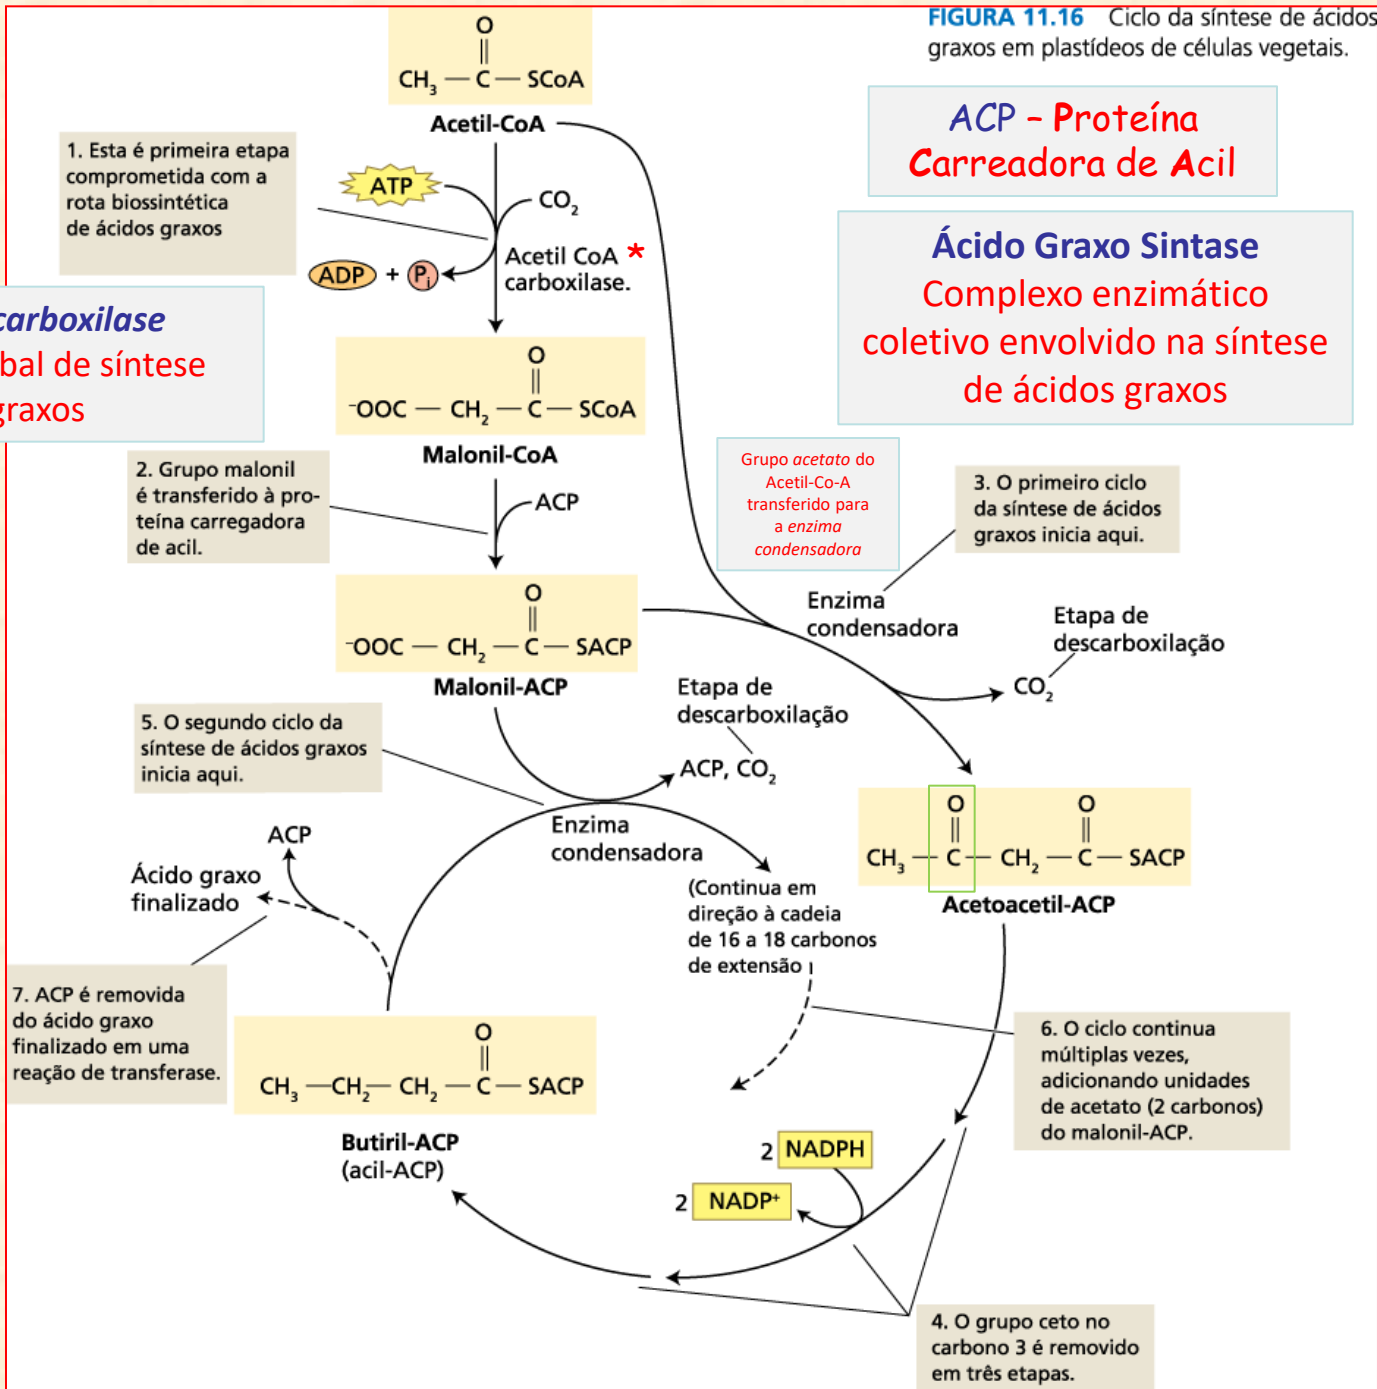 FIGURA 11.16 Ciclo da síntese de ácidos
graxos em plastídeos de células vegetais.
O
CH₃ — C — SCoA
Acetil-CoA
ACP – Proteína
Carreadora de Acil
1. Esta é primeira etapa
comprometida com a
rota biossintética
de ácidos graxos
ATP
CO₂
Acetil CoA *
carboxilase.
ADP + Pi
Ácido Graxo Sintase
Complexo enzimático
coletivo envolvido na síntese
de ácidos graxos
carboxilase
bal de síntese
graxos
O
⁻OOC — CH₂ — C — SCoA
Malonil-CoA
2. Grupo malonil
é transferido à pro-
teína carregadora
de acil.
ACP
Grupo acetato do
Acetil-Co-A
transferido para
a enzima
condensadora
3. O primeiro ciclo
da síntese de ácidos
graxos inicia aqui.
O
⁻OOC — CH₂ — C — SACP
Malonil-ACP
Enzima
condensadora
Etapa de
descarboxilação
CO₂
5. O segundo ciclo da
síntese de ácidos graxos
inicia aqui.
Etapa de
descarboxilação
ACP, CO₂
Enzima
condensadora
O O
CH₃ — C — CH₂ — C — SACP
Acetoacetil-ACP
ACP
Ácido graxo
finalizado
(Continua em
direção à cadeia
de 16 a 18 carbonos
de extensão
7. ACP é removida
do ácido graxo
finalizado em uma
reação de transferase.
O
CH₃ —CH₂— CH₂ — C — SACP
Butiril-ACP
(acil-ACP)
6. O ciclo continua
múltiplas vezes,
adicionando unidades
de acetato (2 carbonos)
do malonil-ACP.
2 NADPH
2 NADP⁺
4. O grupo ceto no
carbono 3 é removido
em três etapas.